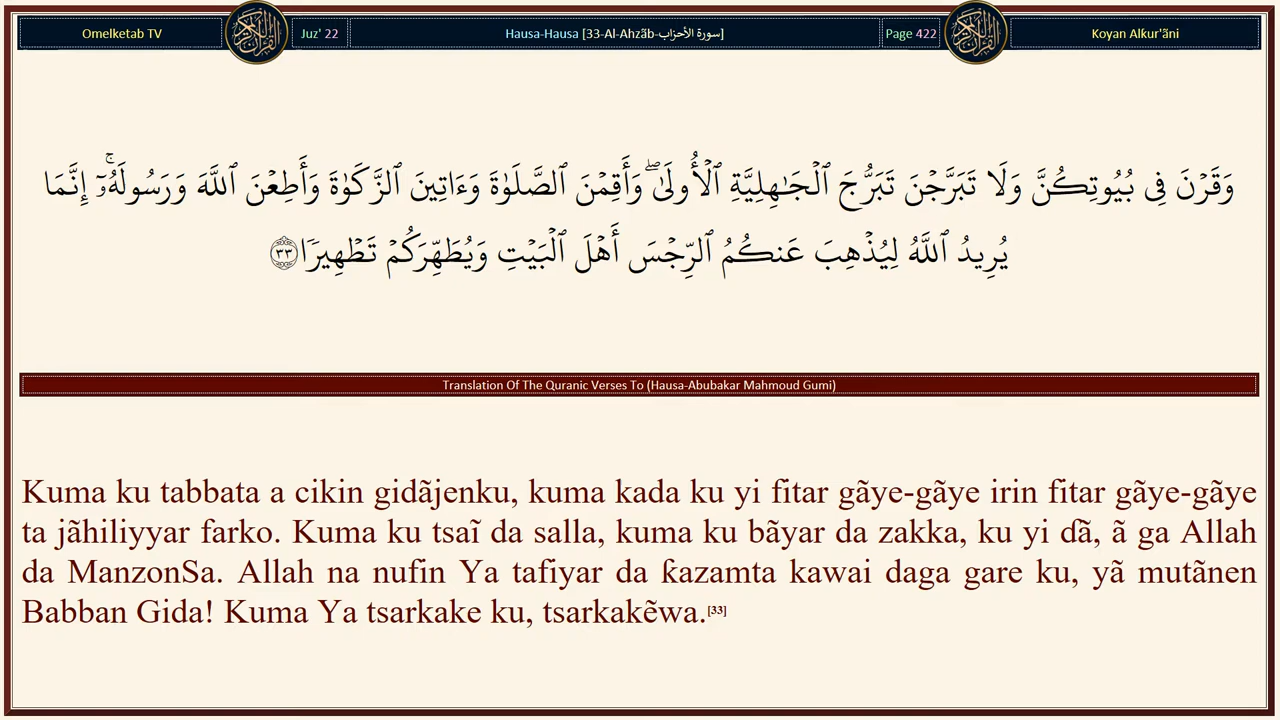 Omelketab TV
Juz' 22
Hausa-Hausa [33-Al-Ahzãb-سورة الأحزاب]
Page 422
Koyan Alƙur'ãni
وَقَرۡنَ فِي بُيُوتِكُنَّ وَلَا تَبَرَّجۡنَ تَبَرُّجَ ٱلۡجَٰهِلِيَّةِ ٱلۡأُولَىٰۖ وَأَقِمۡنَ ٱلصَّلَوٰةَ وَءَاتِينَ ٱلزَّكَوٰةَ وَأَطِعۡنَ ٱللَّهَ وَرَسُولَهُۥٓۚ إِنَّمَا
يُرِيدُ ٱللَّهُ لِيُذۡهِبَ عَنكُمُ ٱلرِّجۡسَ أَهۡلَ ٱلۡبَيۡتِ وَيُطَهِّرَكُمۡ تَطۡهِيرٗا ٣٣
Translation Of The Quranic Verses To (Hausa-Abubakar Mahmoud Gumi)
Kuma ku tabbata a cikin gidãjenku, kuma kada ku yi fitar gãye-gãye irin fitar gãye-gãye
ta jãhiliyyar farko. Kuma ku tsaĩ da salla, kuma ku bãyar da zakka, ku yi ɗã, ã ga Allah
da ManzonSa. Allah na nufin Ya tafiyar da ƙazamta kawai daga gare ku, yã mutãnen
Babban Gida! Kuma Ya tsarkake ku, tsarkakẽwa.[33]